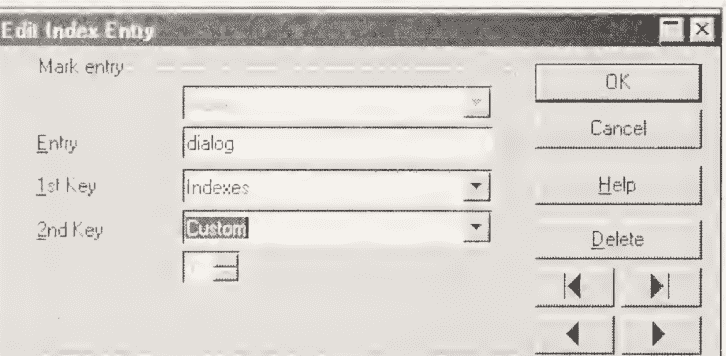 Edit Index Entry
Mark entry
OK
Entry
dialog
Cancel
1st Key
Indexes
Help
2nd Key
Custom
Delete